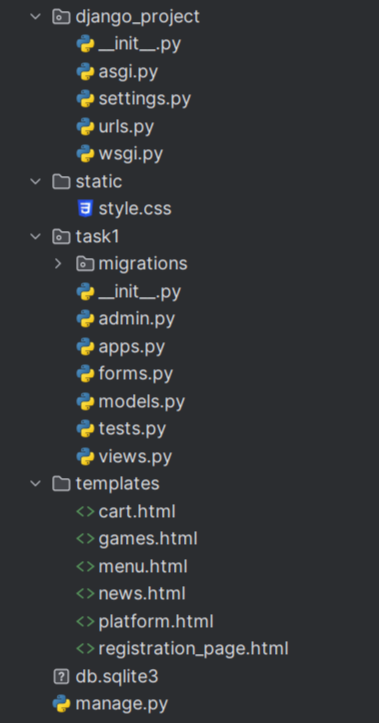 django_project
__init__.py
asgi.py
settings.py
urls.py
wsgi.py
static
style.css
task1
migrations
__init__.py
admin.py
apps.py
forms.py
models.py
tests.py
views.py
templates
cart.html
games.html
menu.html
news.html
platform.html
registration_page.html
db.sqlite3
manage.py